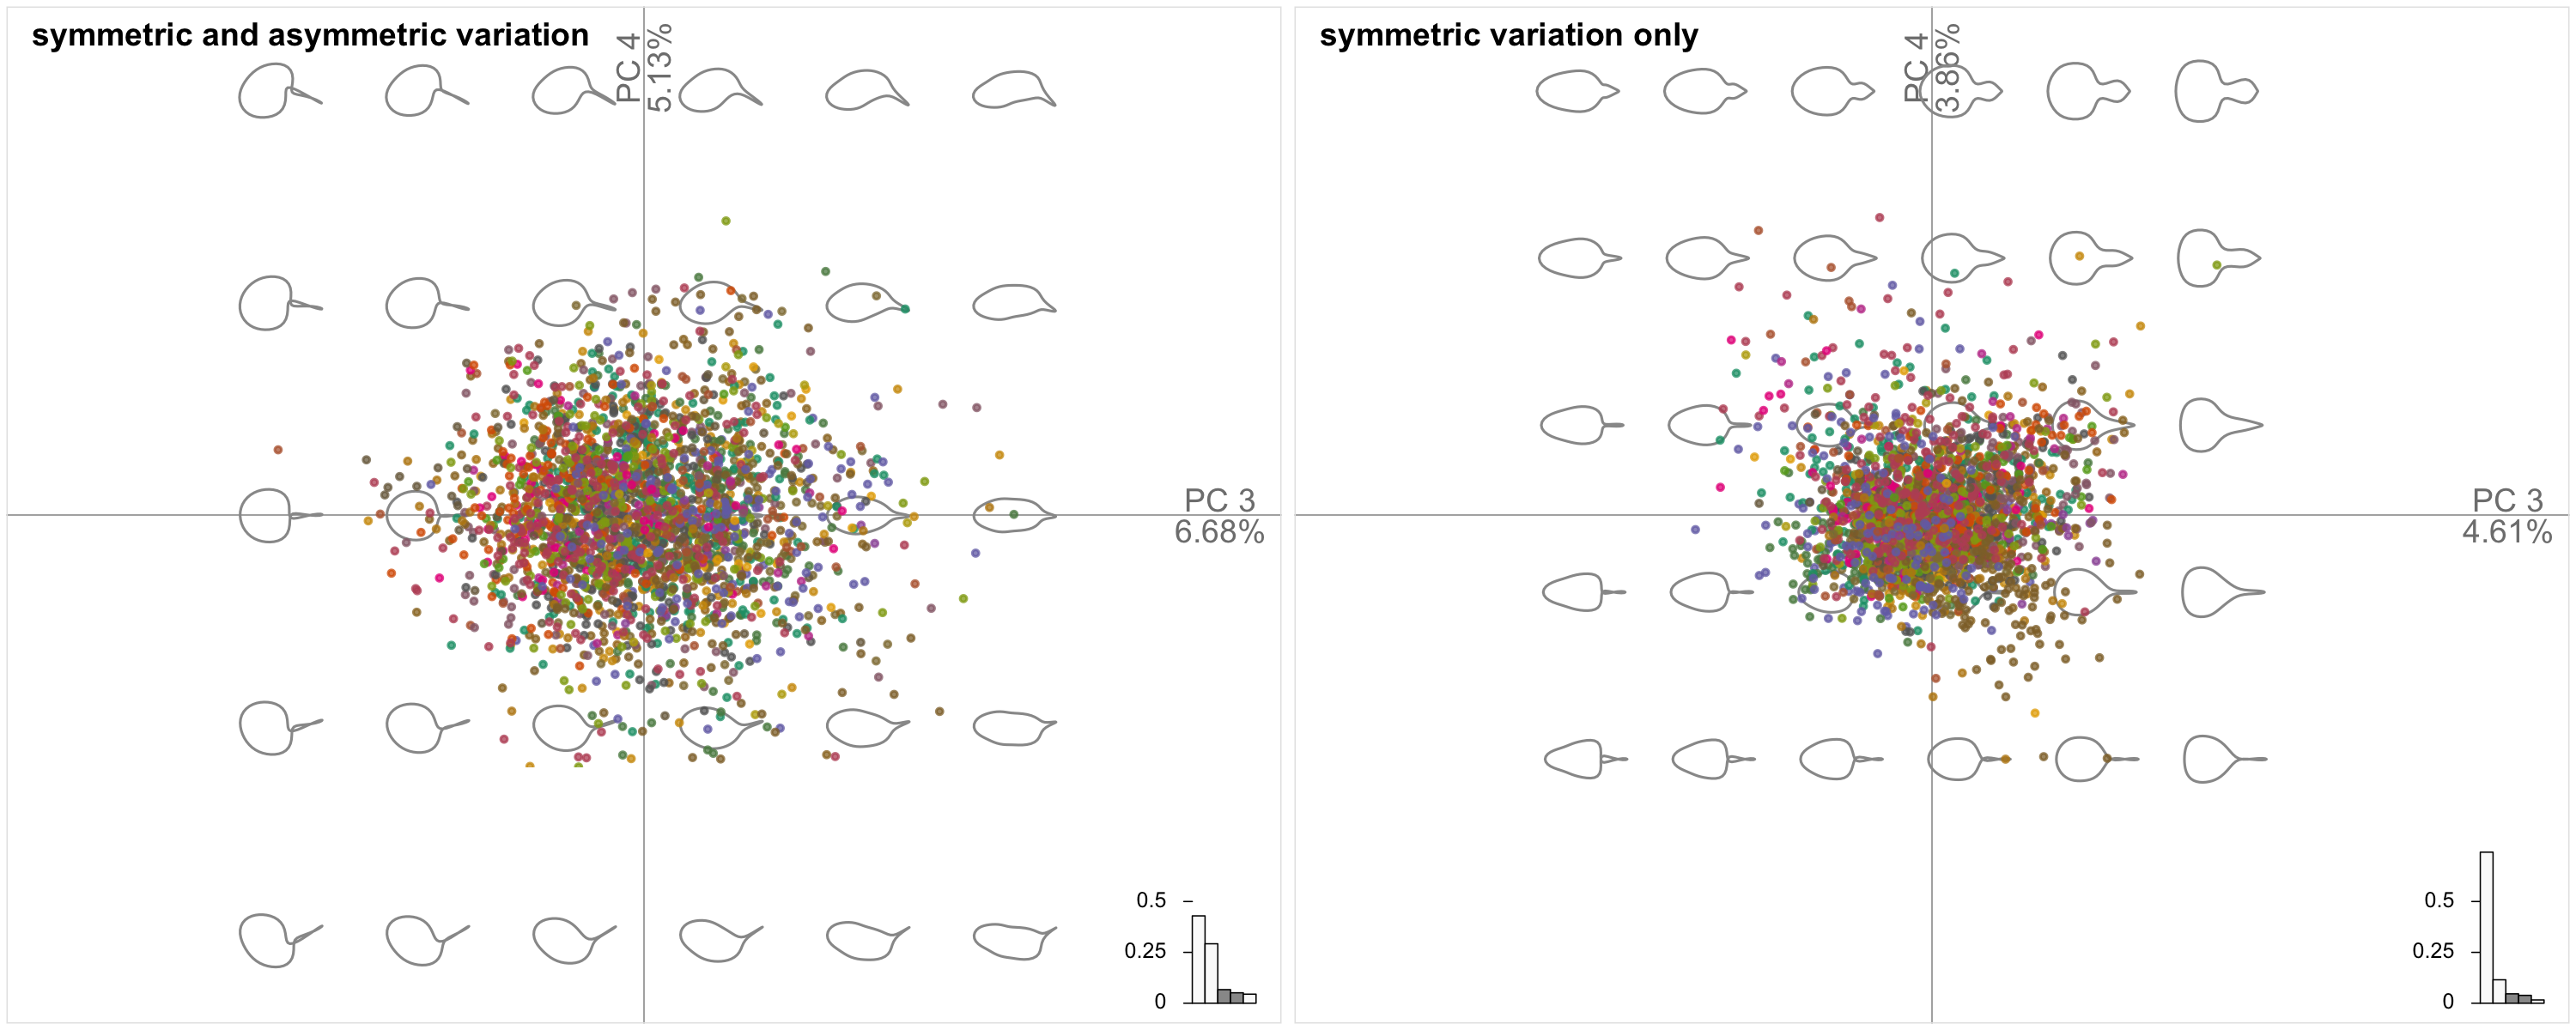 symmetric and asymmetric variation
PC 4
5.13%
PC 3
6.68%
0.5
0.25
0
symmetric variation only
PC 4
3.86%
PC 3
4.61%
0.5
0.25
0